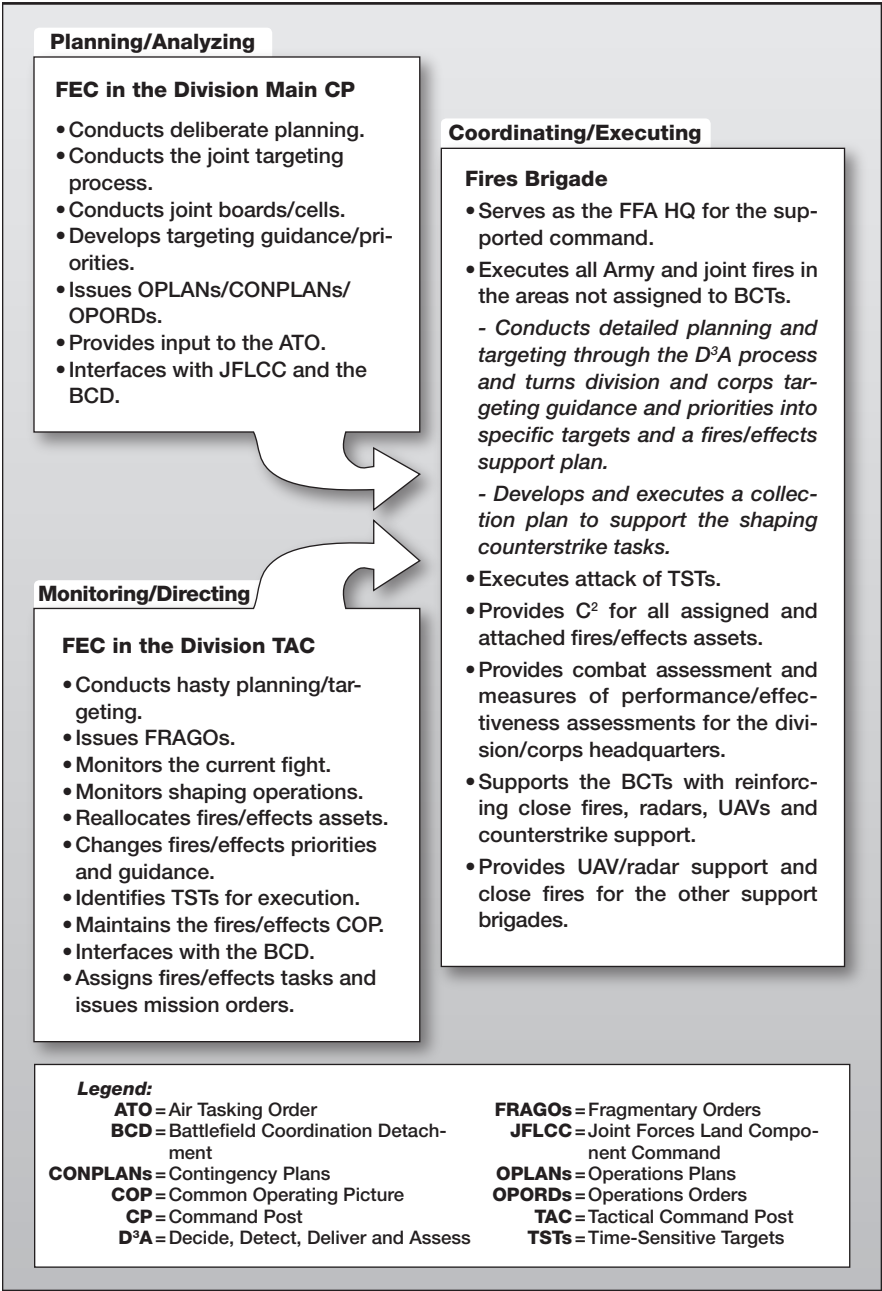 Planning/Analyzing
FEC in the Division Main CP
• Conducts deliberate planning.
• Conducts the joint targeting
process.
• Conducts joint boards/cells.
• Develops targeting guidance/pri-
orities.
• Issues OPLANs/CONPLANs/
OPORDs.
• Provides input to the ATO.
• Interfaces with JFLCC and the
BCD.
Monitoring/Directing
FEC in the Division TAC
• Conducts hasty planning/tar-
geting.
• Issues FRAGOs.
• Monitors the current fight.
• Monitors shaping operations.
• Reallocates fires/effects assets.
• Changes fires/effects priorities
and guidance.
• Identifies TSTs for execution.
• Maintains the fires/effects COP.
• Interfaces with the BCD.
• Assigns fires/effects tasks and
issues mission orders.
Coordinating/Executing
Fires Brigade
• Serves as the FFA HQ for the sup-
ported command.
• Executes all Army and joint fires in
the areas not assigned to BCTs.
- Conducts detailed planning and
targeting through the D³A process
and turns division and corps tar-
geting guidance and priorities into
specific targets and a fires/effects
support plan.
- Develops and executes a collec-
tion plan to support the shaping
counterstrike tasks.
• Executes attack of TSTs.
• Provides C² for all assigned and
attached fires/effects assets.
• Provides combat assessment and
measures of performance/effec-
tiveness assessments for the divi-
sion/corps headquarters.
• Supports the BCTs with reinforc-
ing close fires, radars, UAVs and
counterstrike support.
• Provides UAV/radar support and
close fires for the other support
brigades.
Legend:
ATO = Air Tasking Order
BCD = Battlefield Coordination Detach-
ment
CONPLANs = Contingency Plans
COP = Common Operating Picture
CP = Command Post
D³A = Decide, Detect, Deliver and Assess
FRAGOs = Fragmentary Orders
JFLCC = Joint Forces Land Compo-
nent Command
OPLANs = Operations Plans
OPORDs = Operations Orders
TAC = Tactical Command Post
TSTs = Time-Sensitive Targets